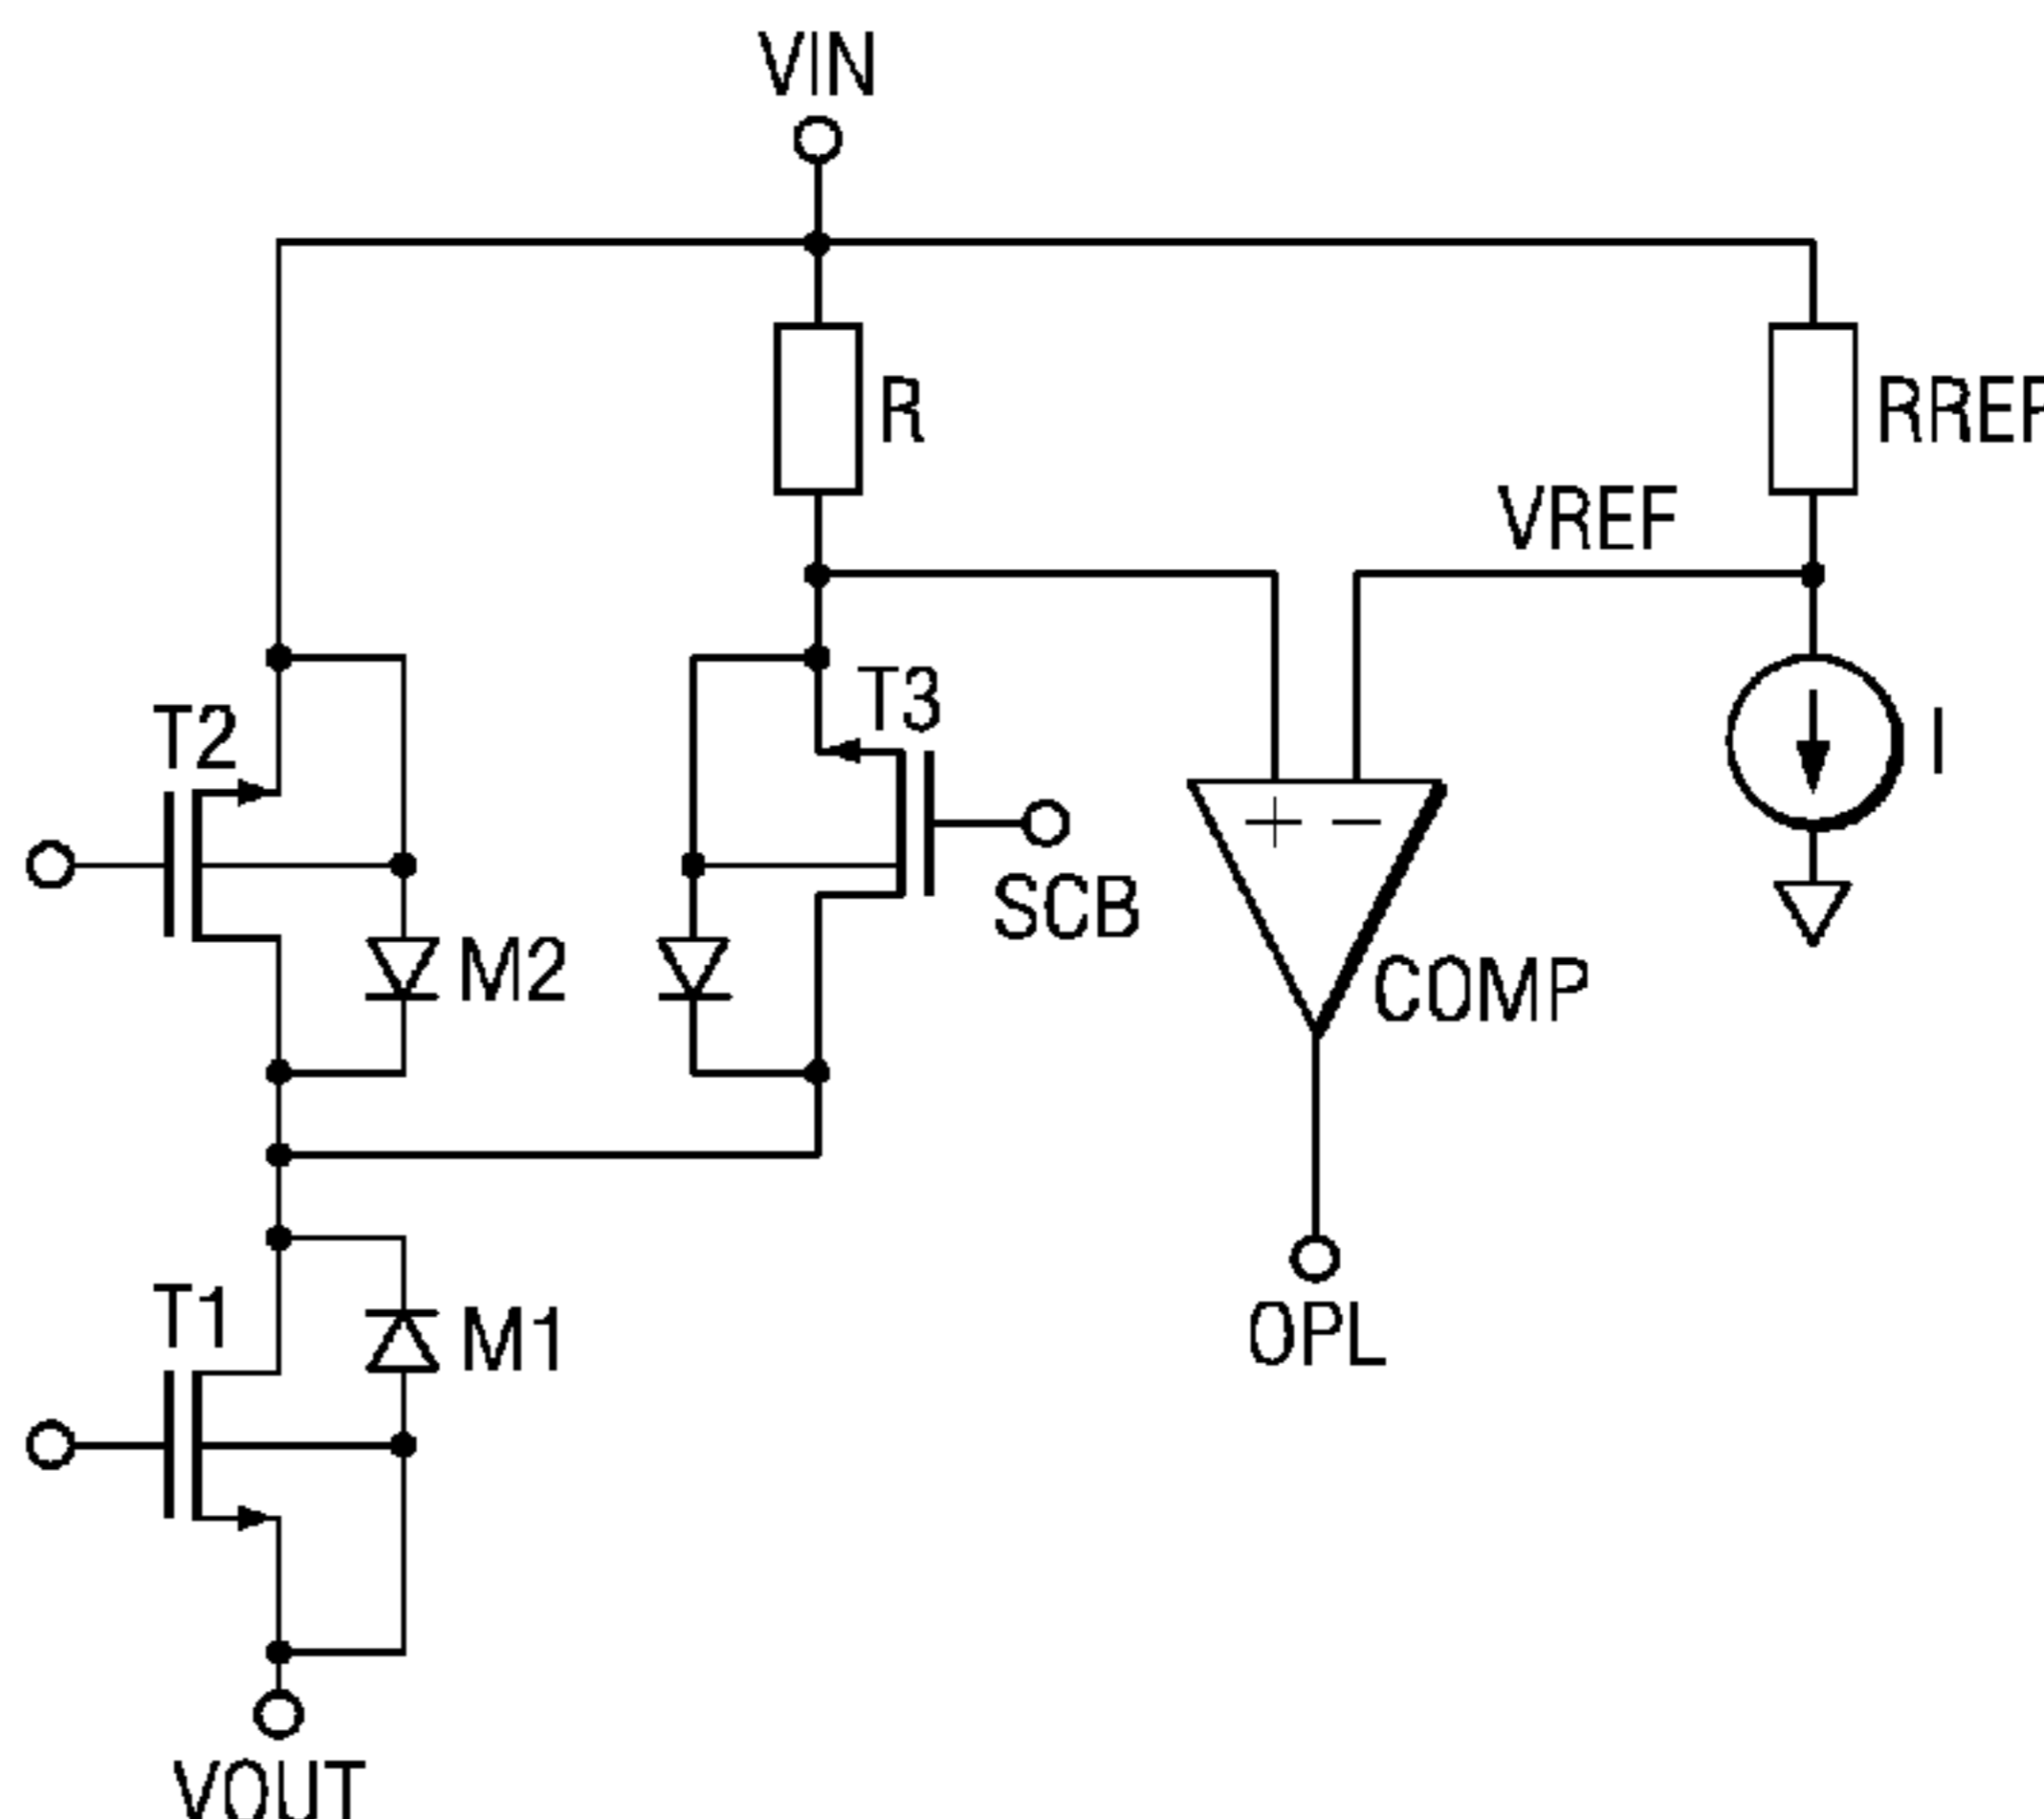 VIN
R
RREF
VREF
T3
T2
I
SCB
M2
COMP
+ −
T1
M1
OPL
VOUT